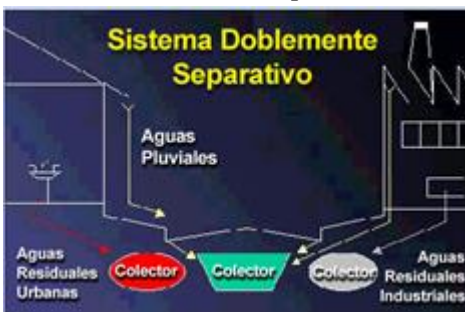 Sistema Doblemente
Separativo
Aguas
Pluviales
Aguas
Residuales
Urbanas
Colector
Colector
Colector
Aguas
Residuales
Industriales